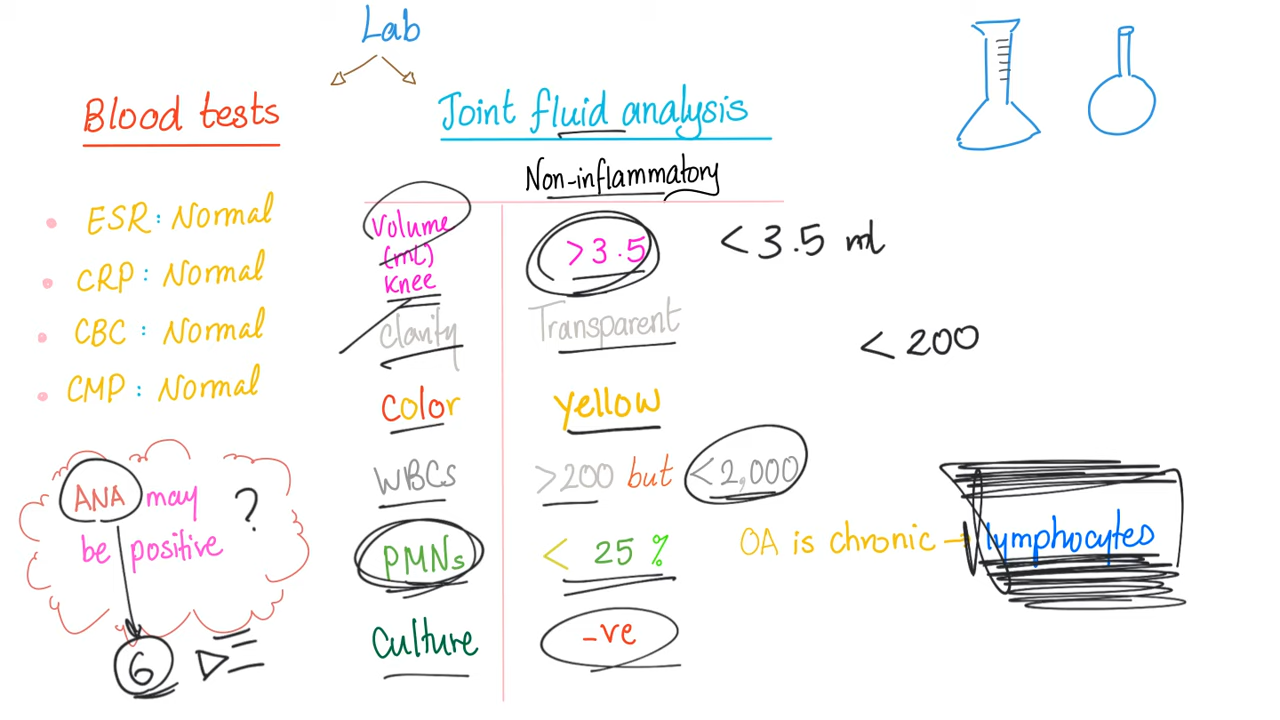 Lab
Blood tests
Joint fluid analysis
Non-inflammatory
ESR: Normal
CRP: Normal
CBC : Normal
CMP: Normal
ANA may
be positive
?
6
Volume
(mL)
Knee
>3.5
<3.5 ml
Clarity
Transparent
<200
Color
yellow
WBCs
>200 but <2,000
PMNs
< 25 %
OA is chronic → lymphocytes
Culture
-ve